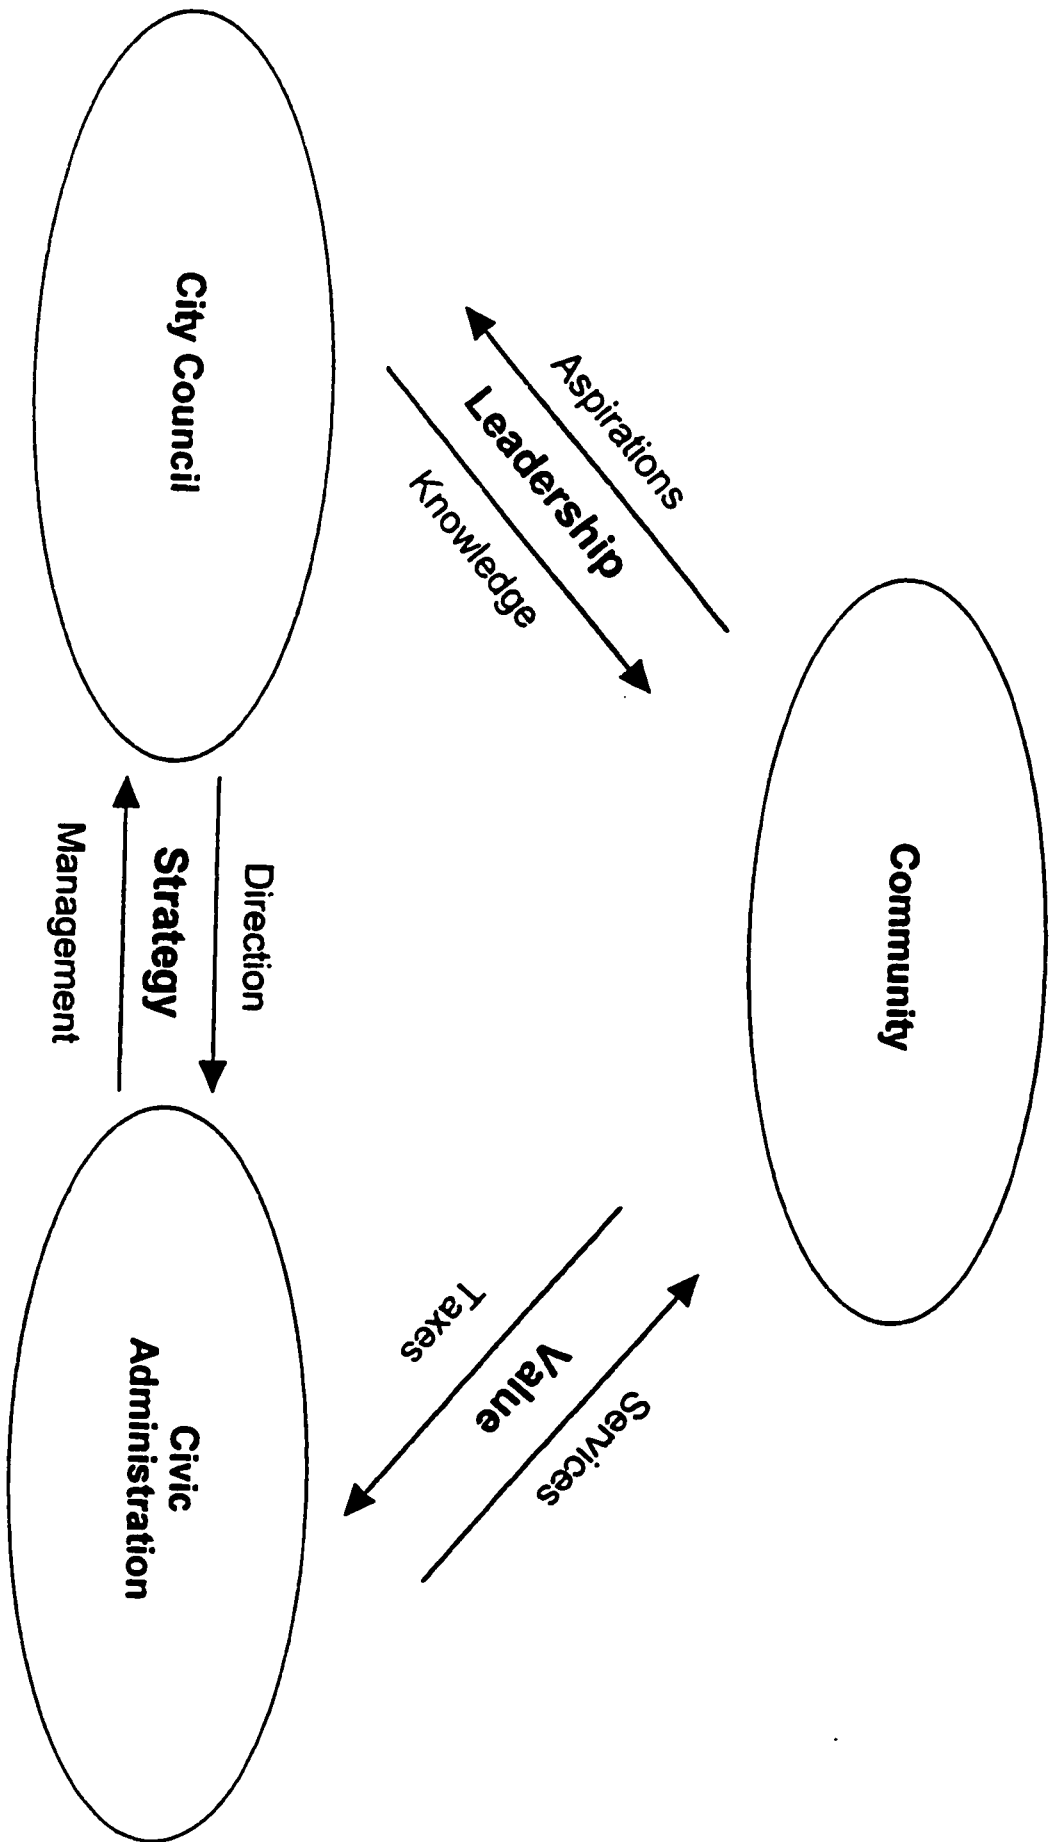 Community
Aspirations
Leadership
Knowledge
Services
Value
Taxes
City Council
Direction
Strategy
Management
Civic
Administration